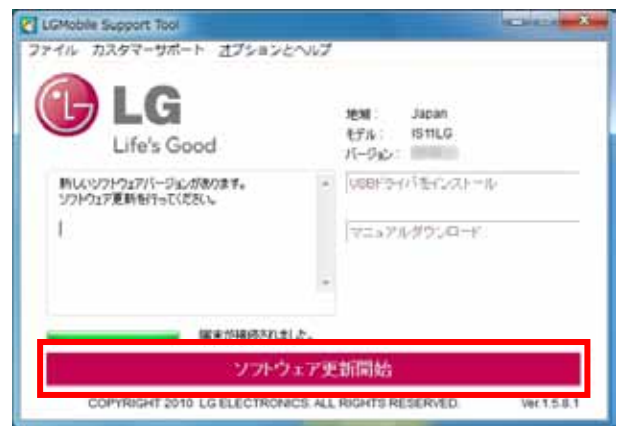 LGMobile Support Tool
ファイル カスタマーサポート オプションとヘルプ
LG
Life's Good
地域： Japan
モデル： IS11LG
バージョン：
新しいソフトウェアバージョンがあります。
ソフトウェア更新を行ってください。
USBドライバをインストール
マニュアルダウンロード
端末が接続されました。
ソフトウェア更新開始
COPYRIGHT 2010 LG ELECTRONICS. ALL RIGHTS RESERVED. Ver.1.5.8.1